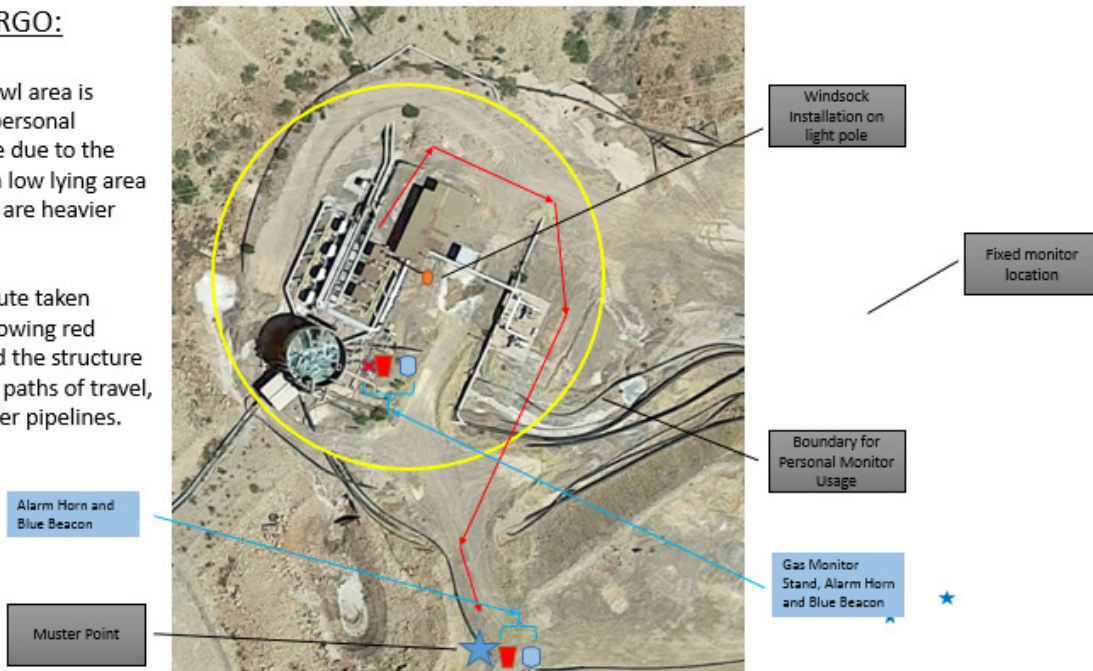 RGO:
wl area is
personal
e due to the
low lying area
are heavier
ute taken
owing red
d the structure
paths of travel,
er pipelines.
Alarm Horn and
Blue Beacon
Muster Point
Windsock
Installation on
light pole
Fixed monitor
location
Boundary for
Personal Monitor
Usage
Gas Monitor
Stand, Alarm Horn
and Blue Beacon